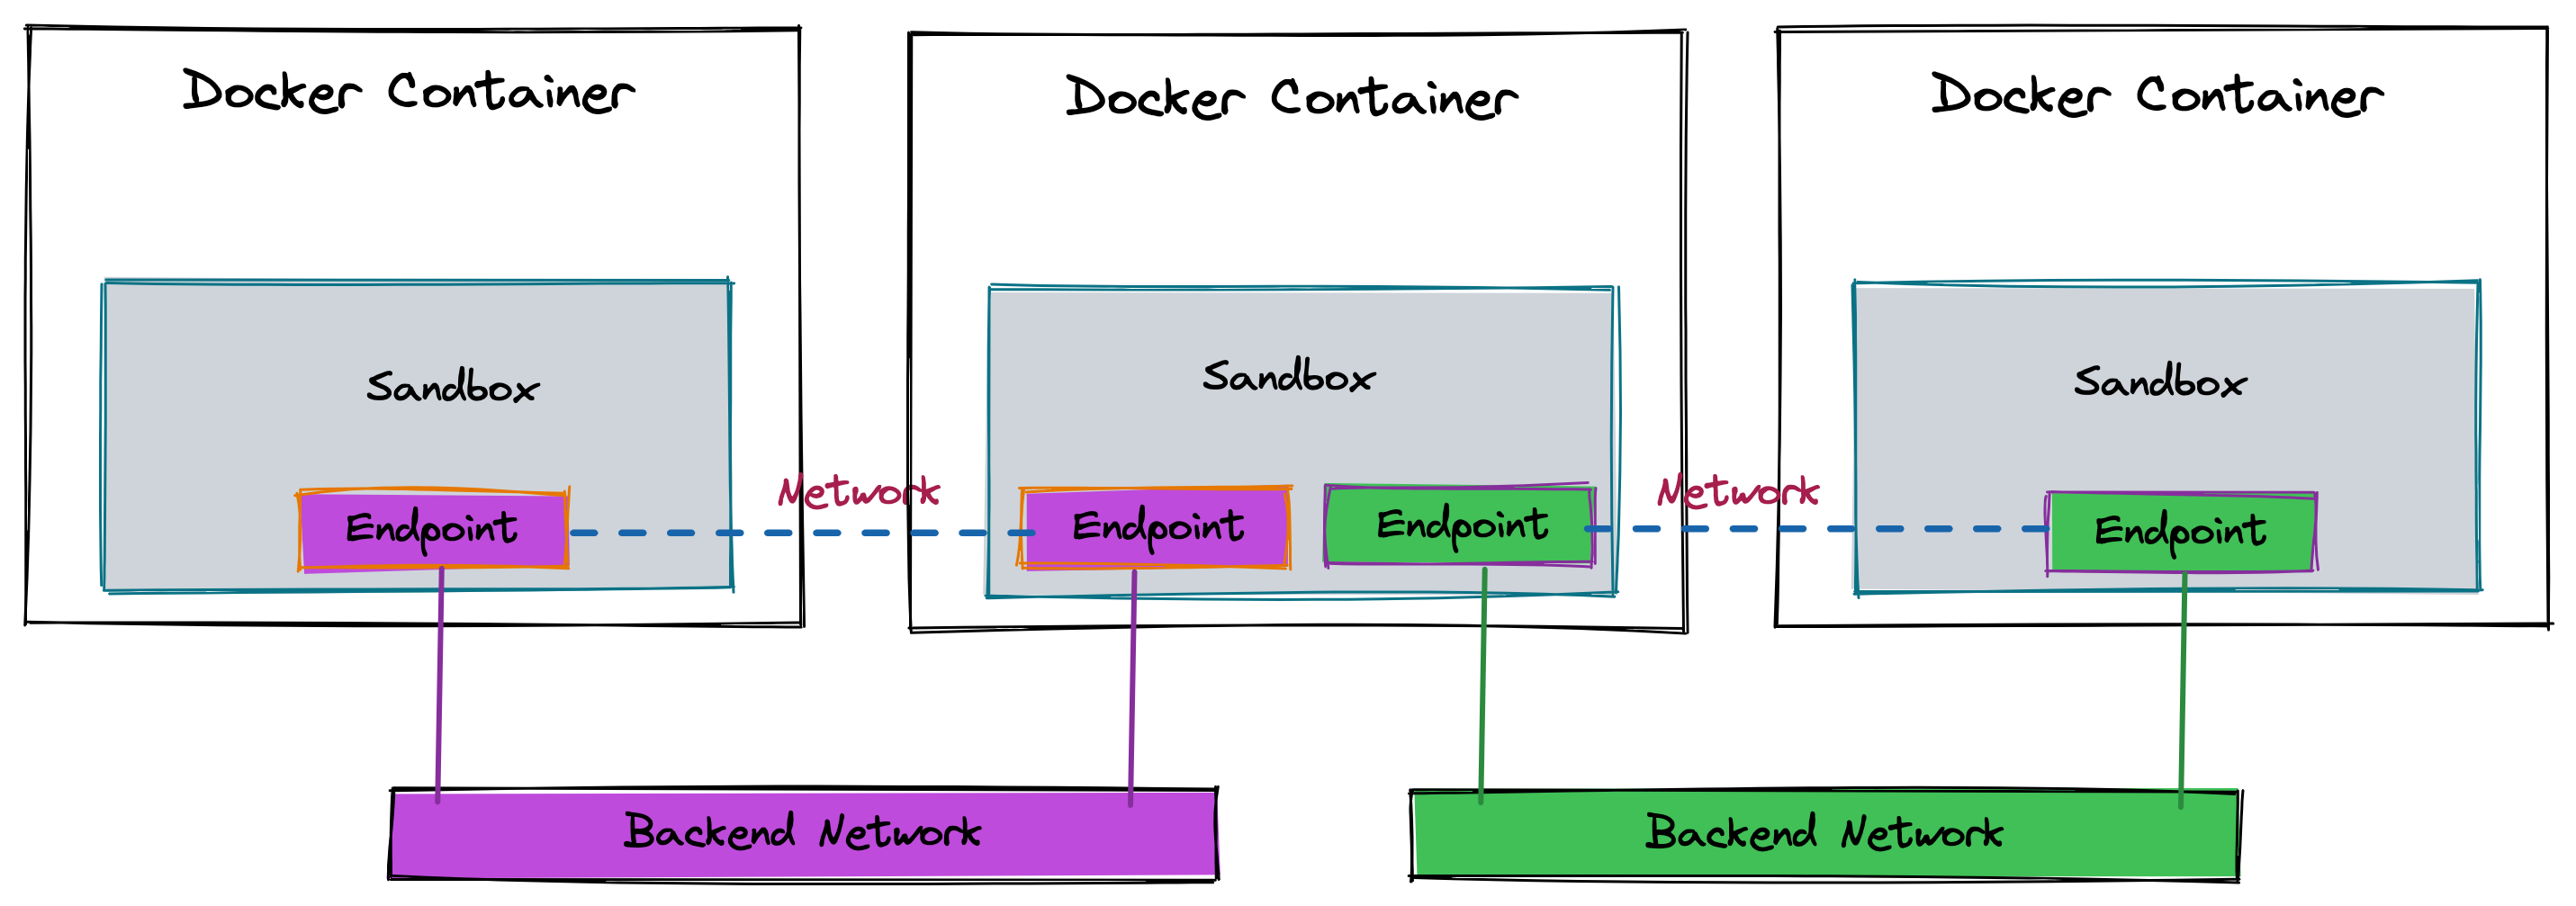 Docker Container
Docker Container
Docker Container
Sandbox
Sandbox
Sandbox
Network
Network
Endpoint
Endpoint
Endpoint
Endpoint
Backend Network
Backend Network